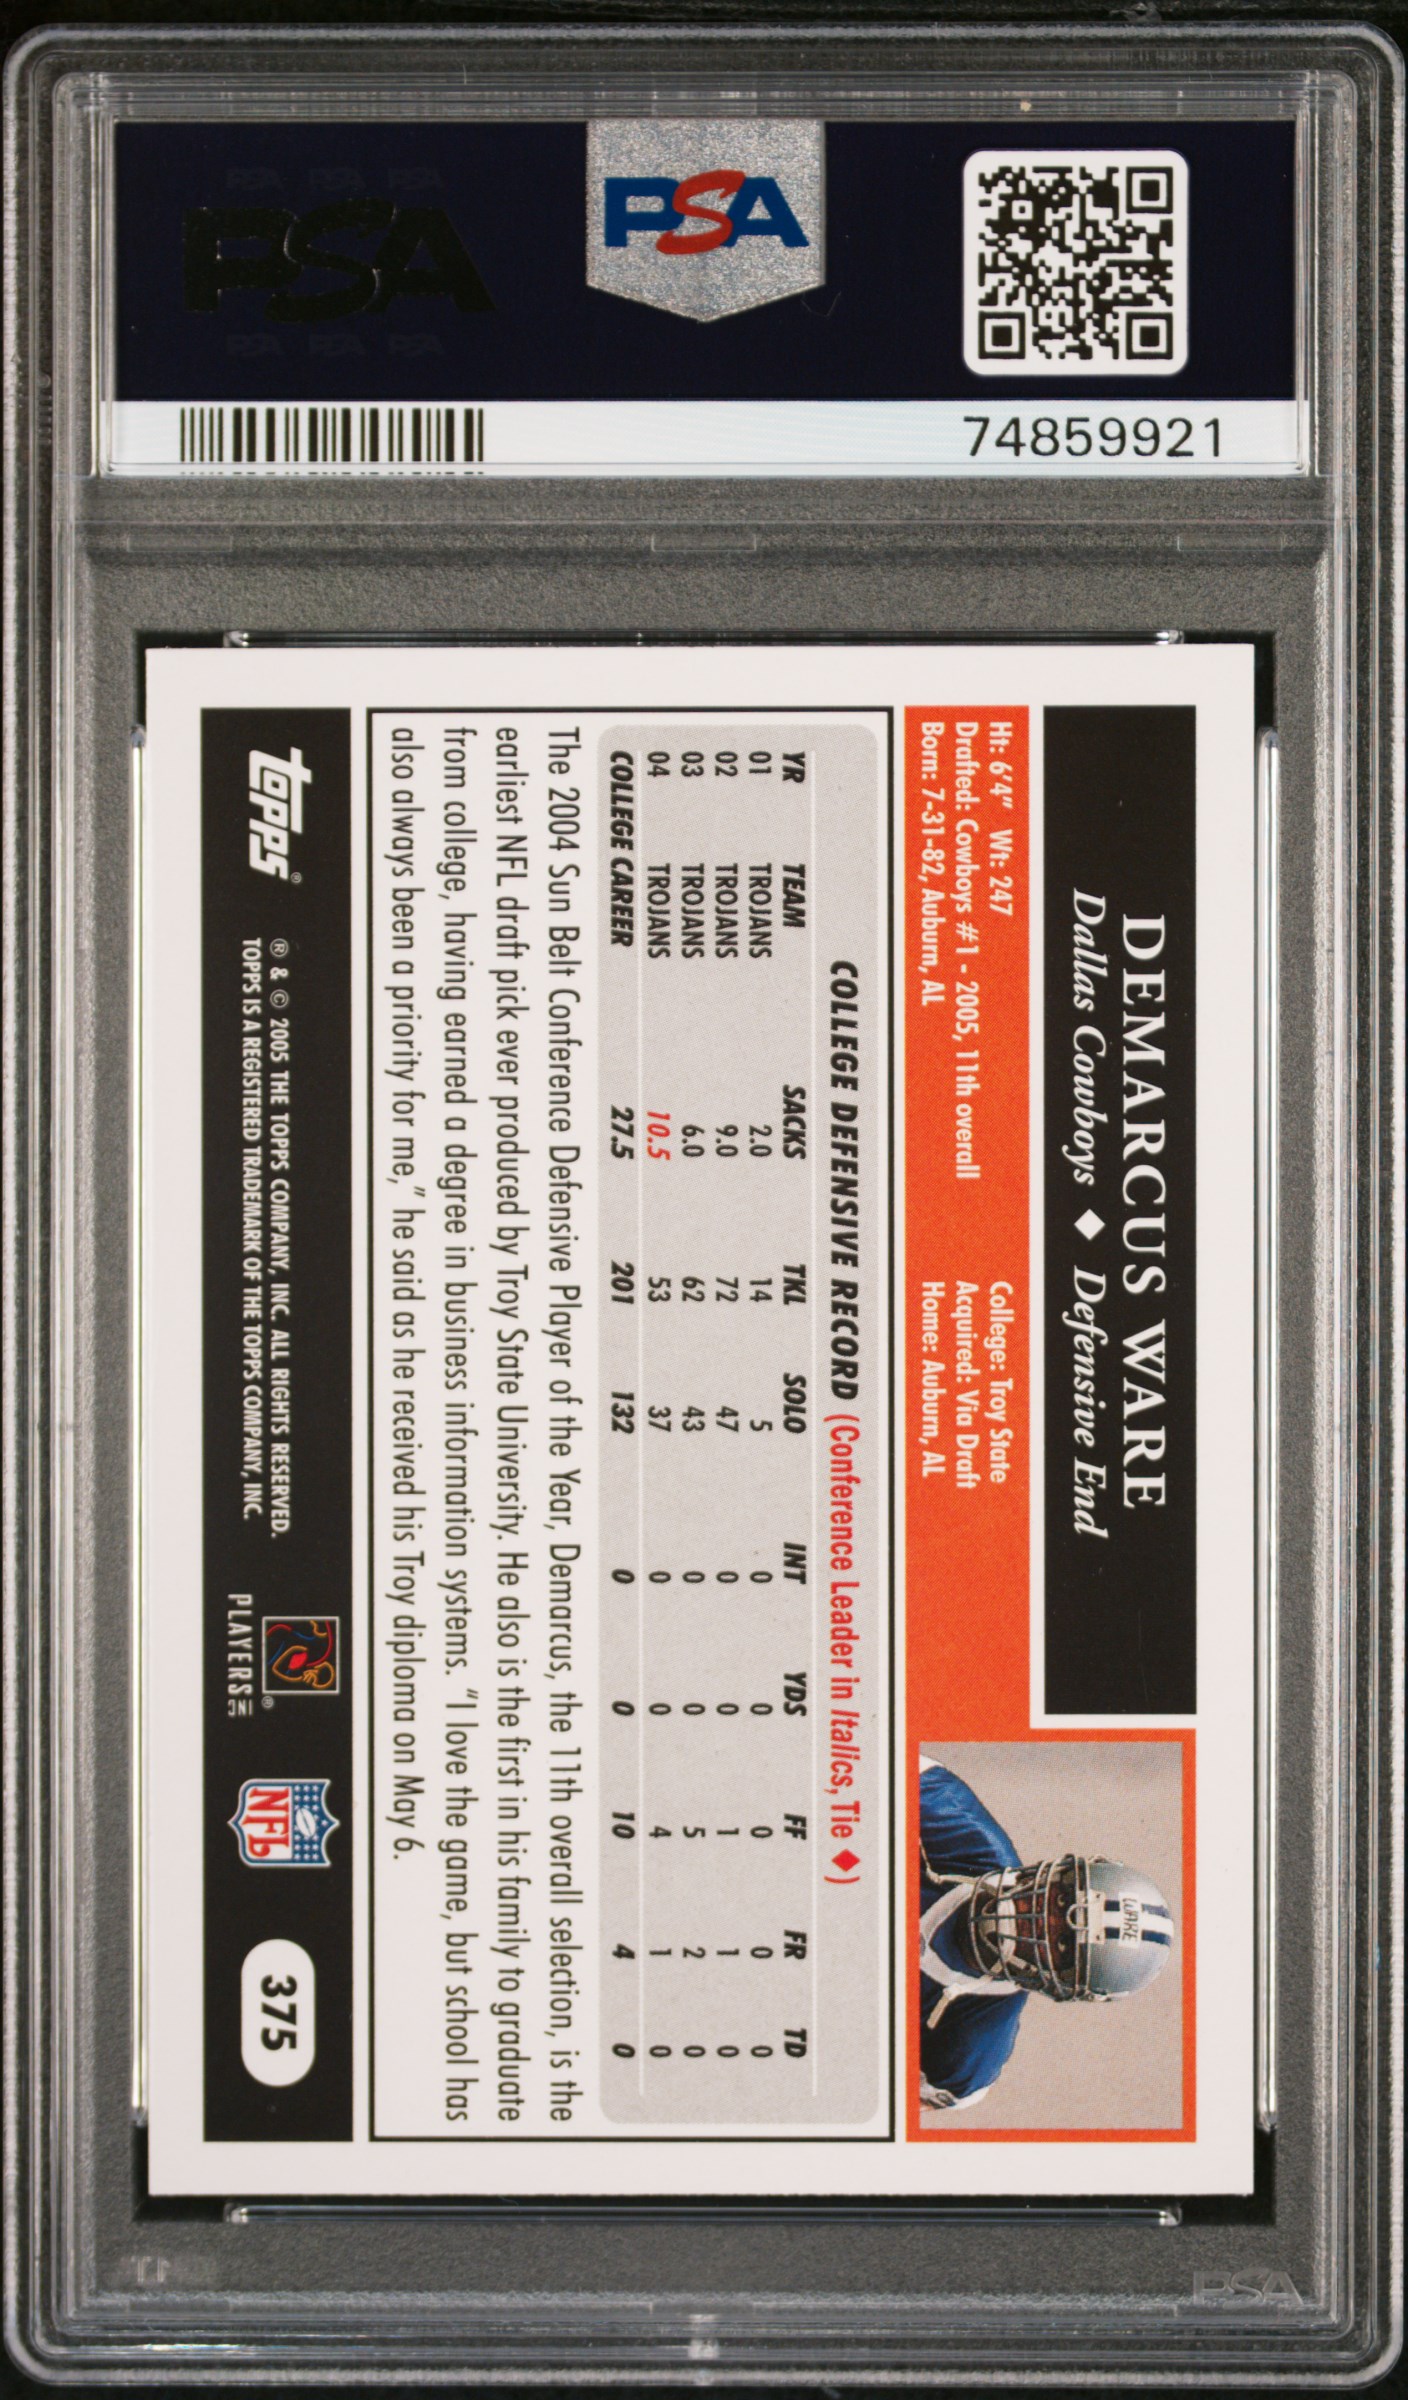 PSA
PSA
74859921
DEMARCUS WARE
Dallas Cowboys ♦ Defensive End
Ht: 6'4" Wt: 247 College: Troy State
Drafted: Cowboys #1 - 2005, 11th overall Acquired: Via Draft
Born: 7-31-82, Auburn, AL Home: Auburn, AL
WARE
COLLEGE DEFENSIVE RECORD (Conference Leader in Italics, Tie ♦)
YR TEAM SACKS TKL SOLO INT YDS FF FR TD
01 TROJANS 2.0 14 5 0 0 0 0 0
02 TROJANS 9.0 72 47 0 0 1 1 0
03 TROJANS 6.0 62 43 0 0 5 2 0
04 TROJANS 10.5 53 37 0 0 4 1 0
COLLEGE CAREER 27.5 201 132 0 0 10 4 0
The 2004 Sun Belt Conference Defensive Player of the Year, Demarcus, the 11th overall selection, is the
earliest NFL draft pick ever produced by Troy State University. He also is the first in his family to graduate
from college, having earned a degree in business information systems. "I love the game, but school has
also always been a priority for me," he said as he received his Troy diploma on May 6.
topps®
® & © 2005 THE TOPPS COMPANY, INC. ALL RIGHTS RESERVED.
TOPPS IS A REGISTERED TRADEMARK OF THE TOPPS COMPANY, INC.
®
PLAYERS INC
NFL
375
PSA